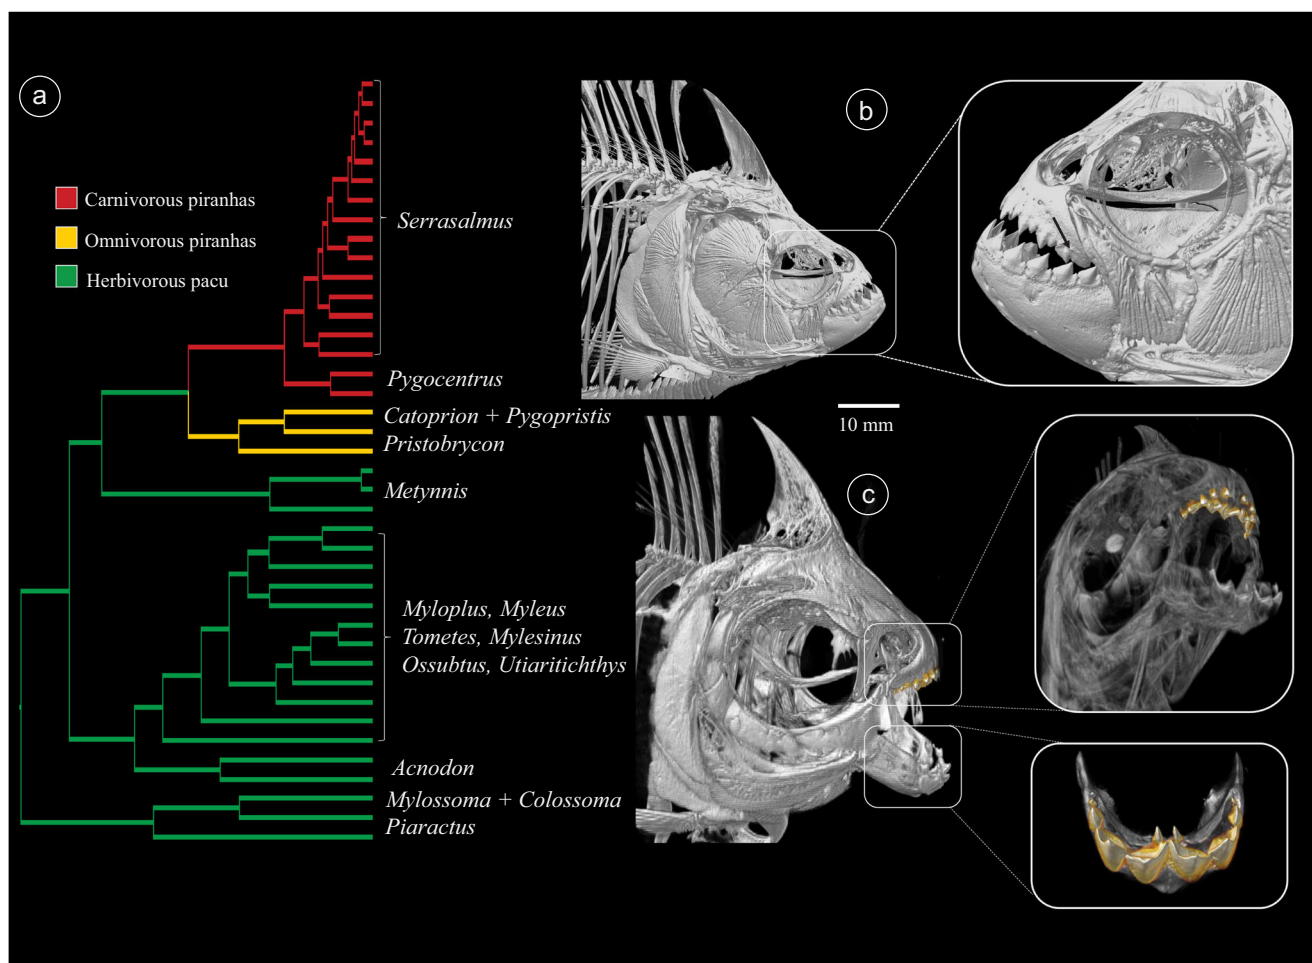 a
Carnivorous piranhas
Omnivorous piranhas
Herbivorous pacu
Serrasalmus
Pygocentrus
Catoprion + Pygopristis
Pristobrycon
Metynnis
Myloplus, Myleus
Tometes, Mylesinus
Ossubtus, Utiaritichthys
Acnodon
Mylossoma + Colossoma
Piaractus
b
10 mm
c